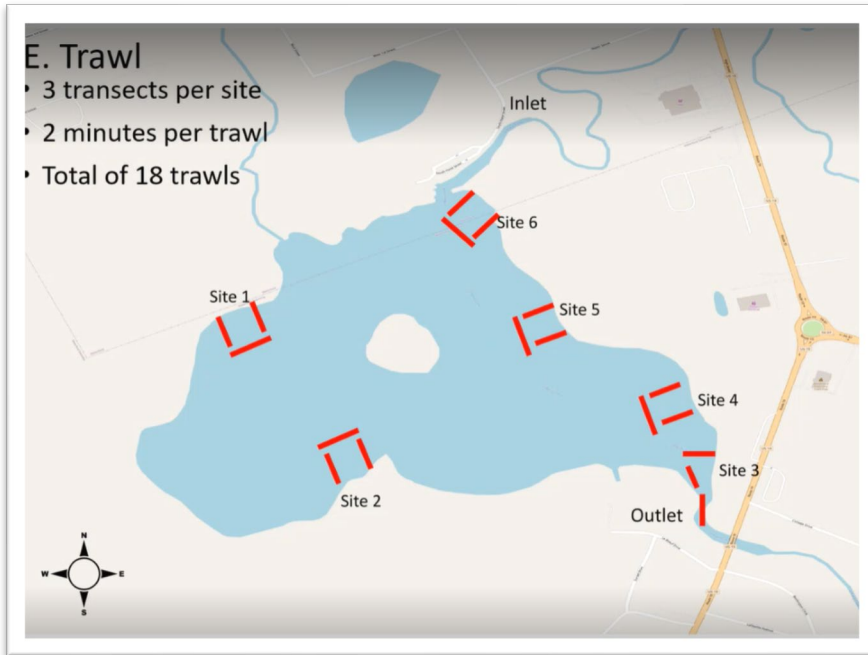 E. Trawl
• 3 transects per site
• 2 minutes per trawl
• Total of 18 trawls
Inlet
Site 6
Site 1
Site 5
Site 4
Site 3
Site 2
Outlet
N
W E
S